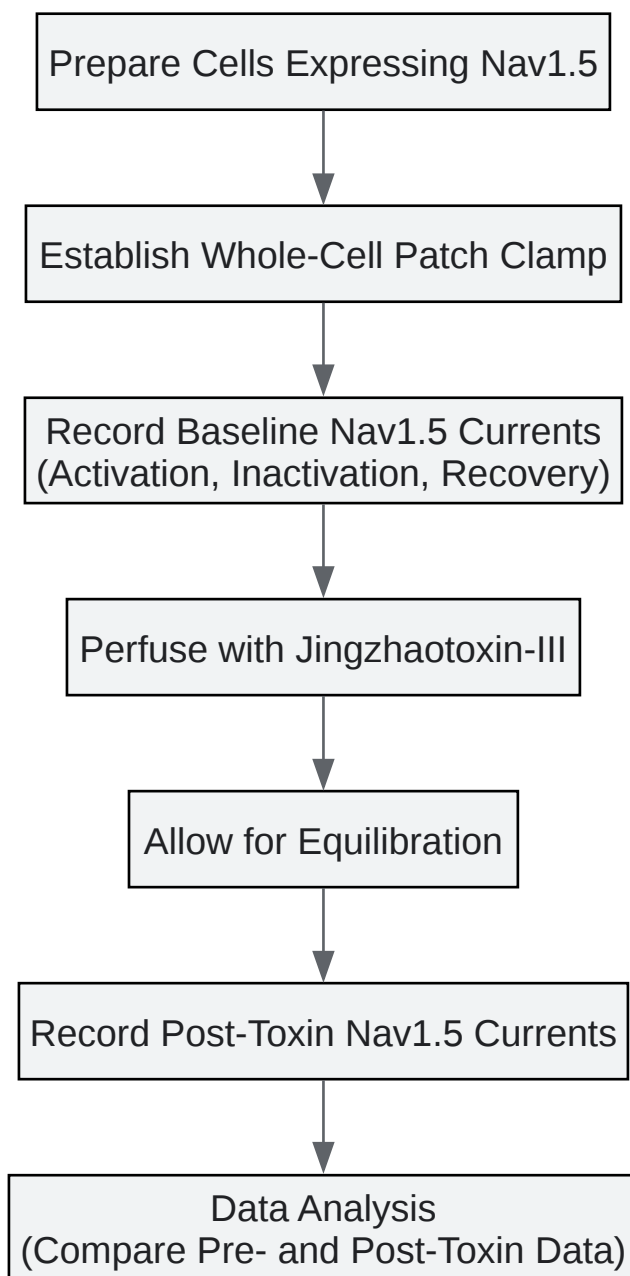 Prepare Cells Expressing Nav1.5
Establish Whole-Cell Patch Clamp
Record Baseline Nav1.5 Currents
(Activation, Inactivation, Recovery)
Perfuse with Jingzhaotoxin-III
Allow for Equilibration
Record Post-Toxin Nav1.5 Currents
Data Analysis
(Compare Pre- and Post-Toxin Data)